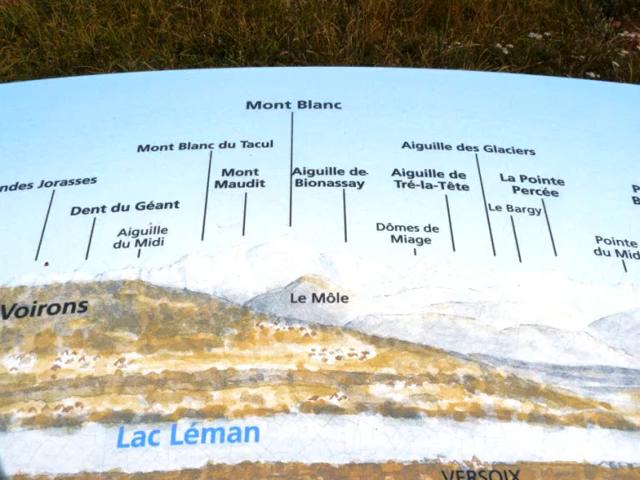 Mont Blanc
Mont Blanc du Tacul
Aiguille des Glaciers
ndes Jorasses
Mont
Maudit
Aiguille de
Bionassay
Aiguille de
Tré-la-Tête
La Pointe
Percée
Dent du Géant
Le Bargy
Aiguille
du Midi
Dômes de
Miage
Pointe
du Mid
Le Môle
Voirons
Lac Léman
VERSOIX